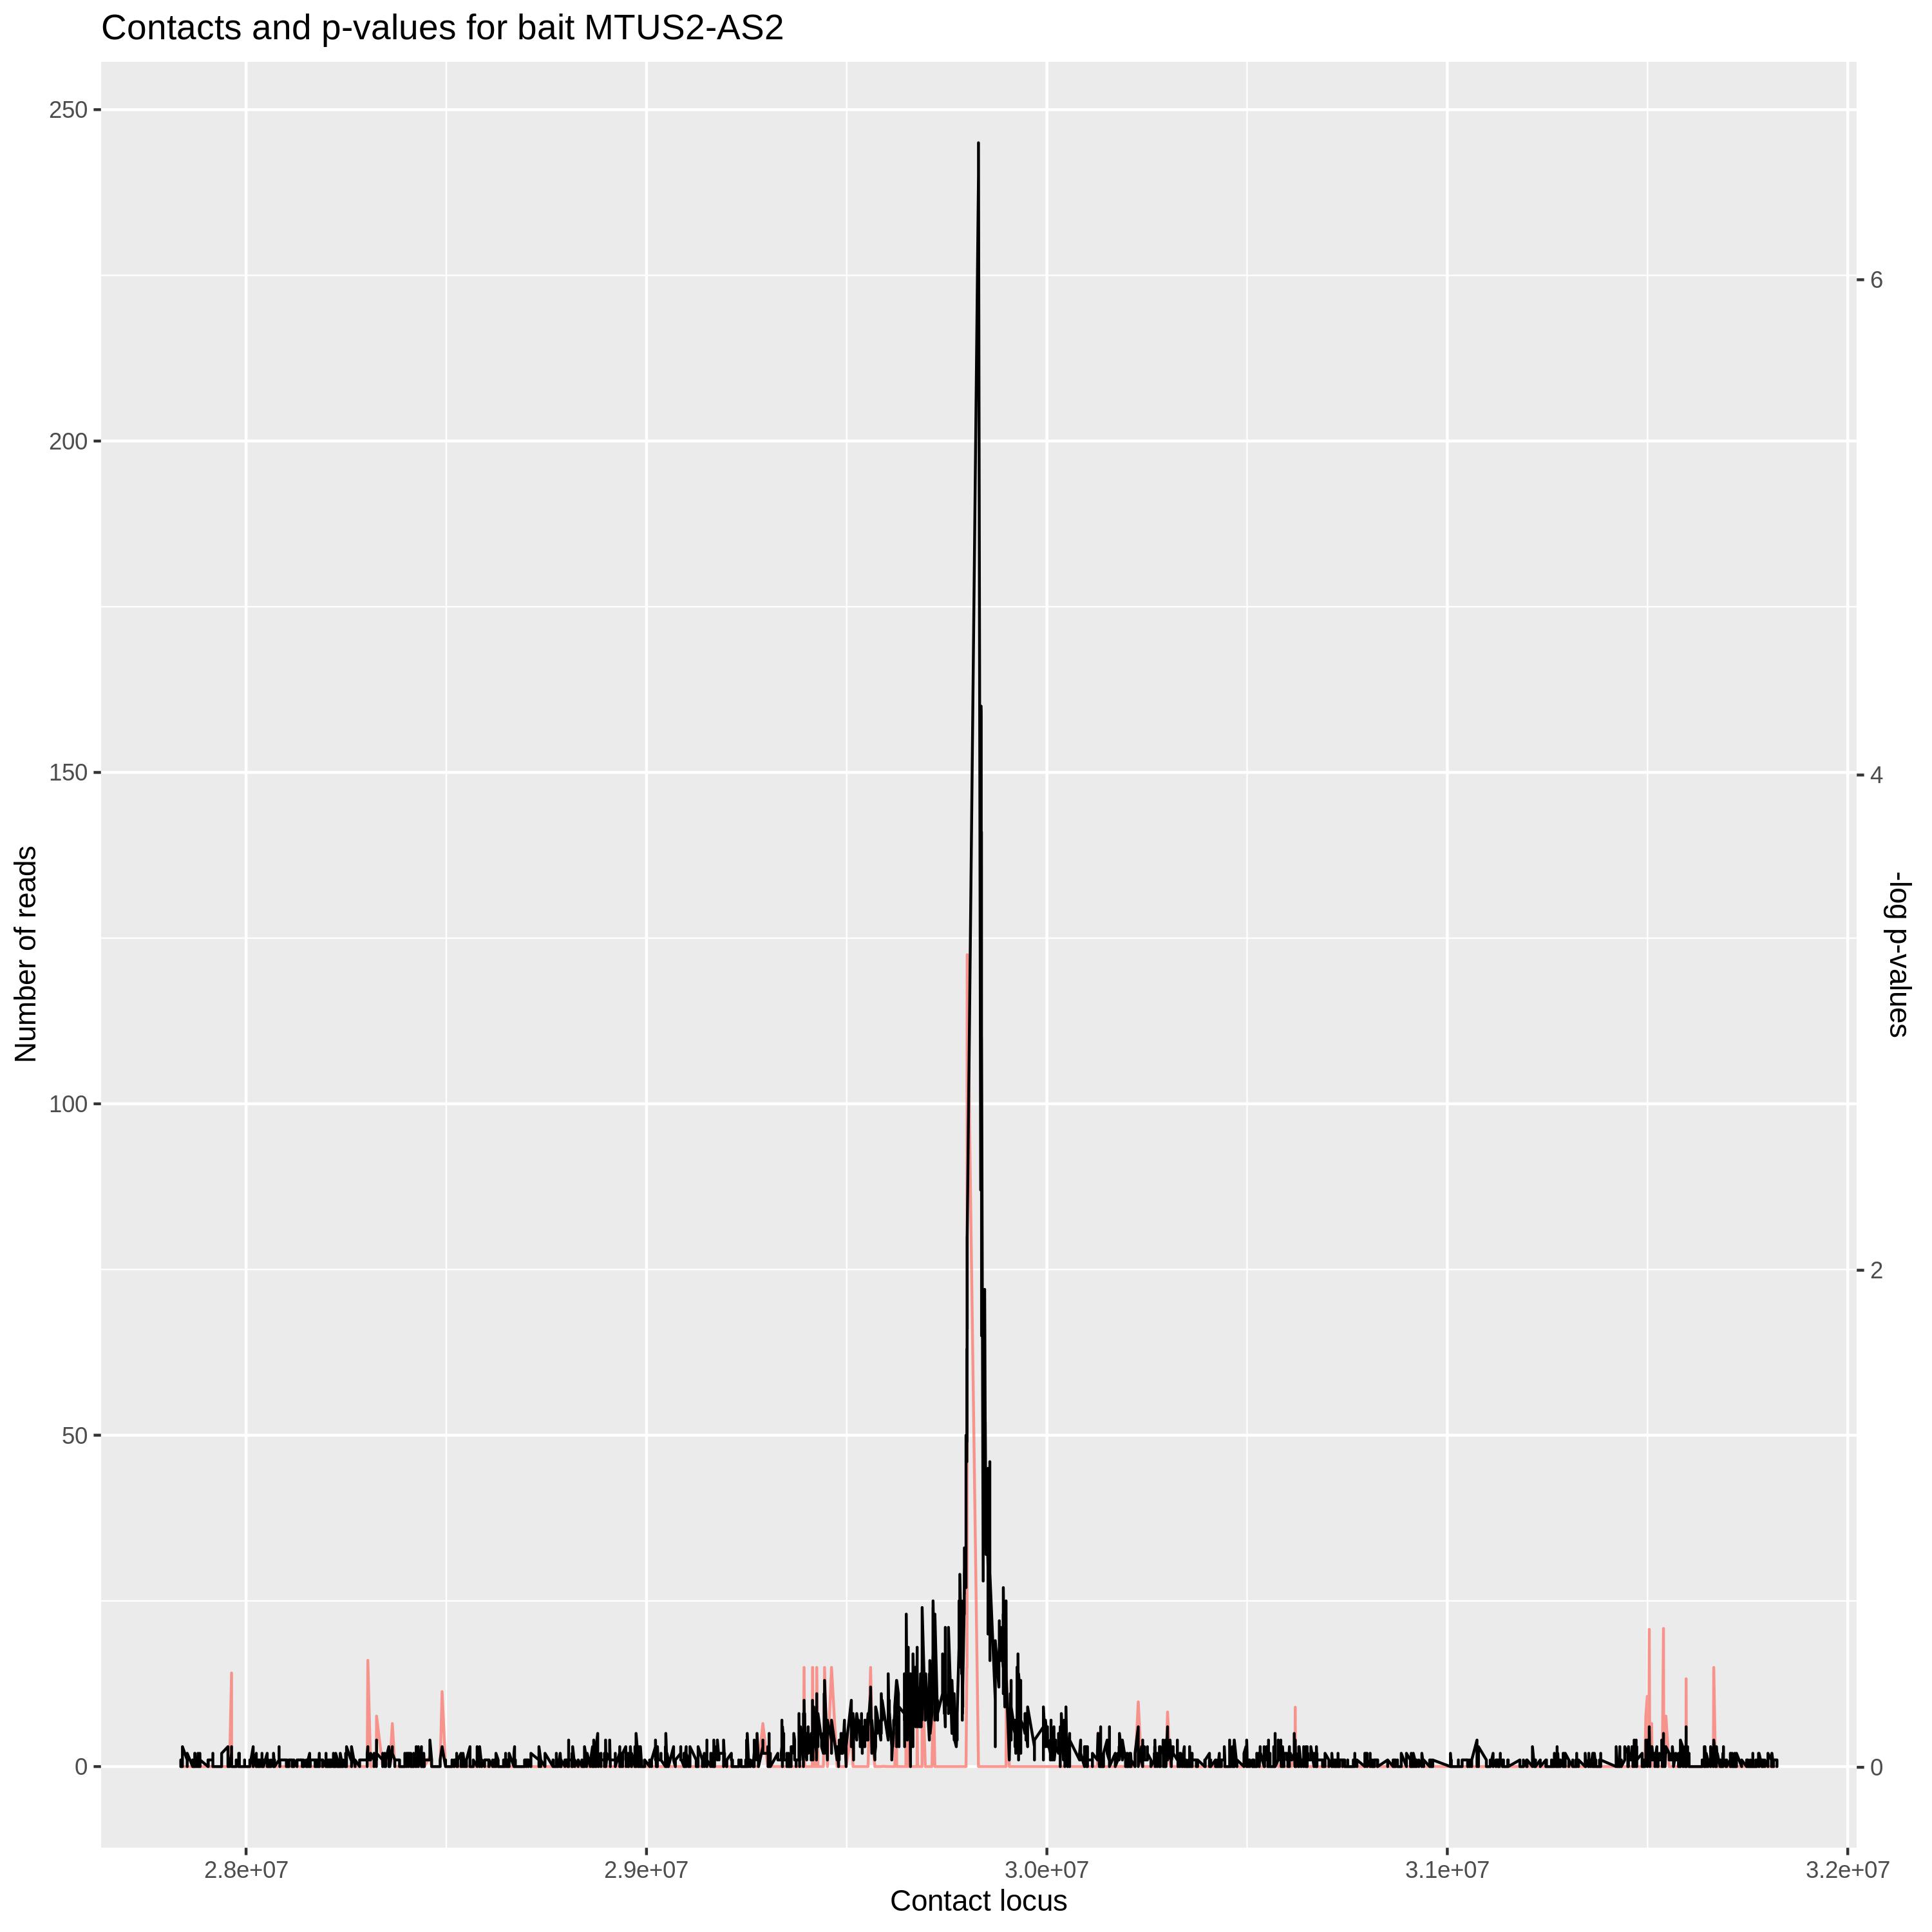 Contacts and p-values for bait MTUS2-AS2
250
200
150
100
50
0
Number of reads
6
4
2
0
-log p-values
2.8e+07
2.9e+07
3.0e+07
3.1e+07
3.2e+07
Contact locus